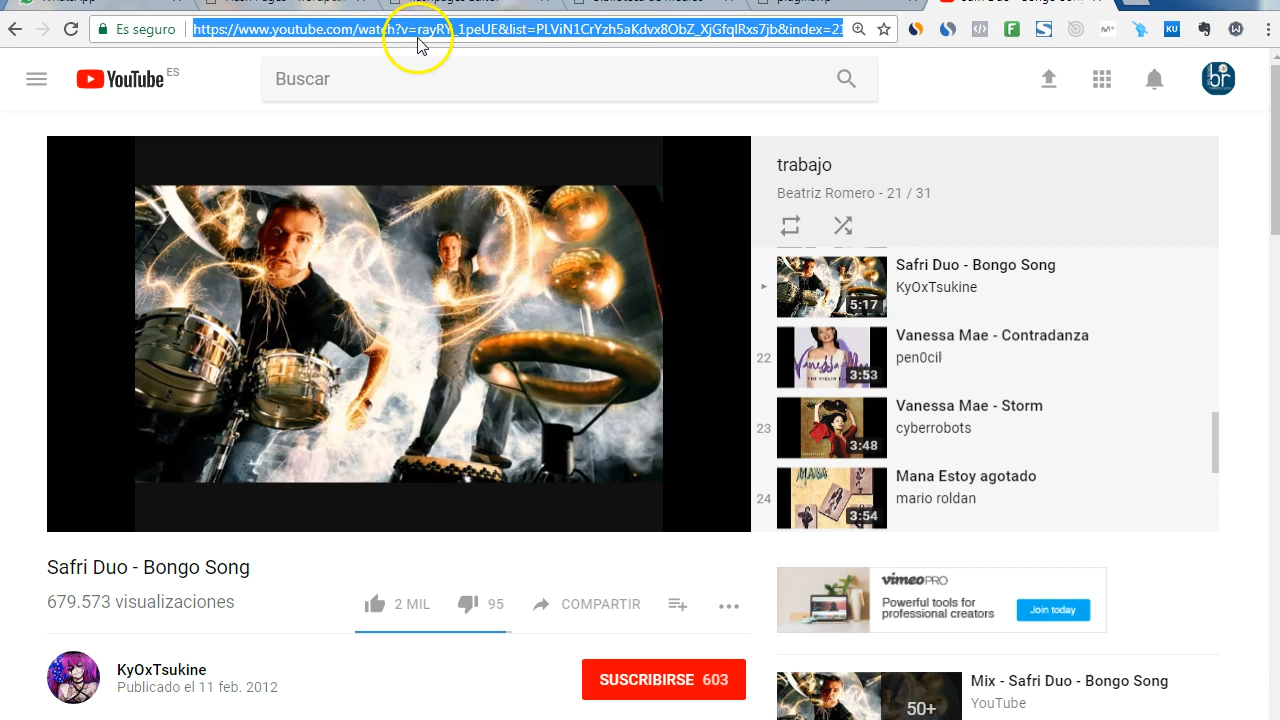 Es seguro
https://www.youtube.com/watch?v=rayRY_1peUE&list=PLViN1CrYzh5aKdvx8ObZ_XjGfqlRxs7jb&index=21
YouTube ES
Buscar
trabajo
Beatriz Romero - 21 / 31
Safri Duo - Bongo Song
KyOxTsukine
5:17
22
Vanessa Mae - Contradanza
pen0cil
3:53
23
Vanessa Mae - Storm
cyberrobots
3:48
24
Mana Estoy agotado
mario roldan
3:54
Safri Duo - Bongo Song
679.573 visualizaciones
2 MIL
95
COMPARTIR
vimeo PRO
Powerful tools for
professional creators
Join today
KyOxTsukine
Publicado el 11 feb. 2012
SUSCRIBIRSE 603
50+
Mix - Safri Duo - Bongo Song
YouTube